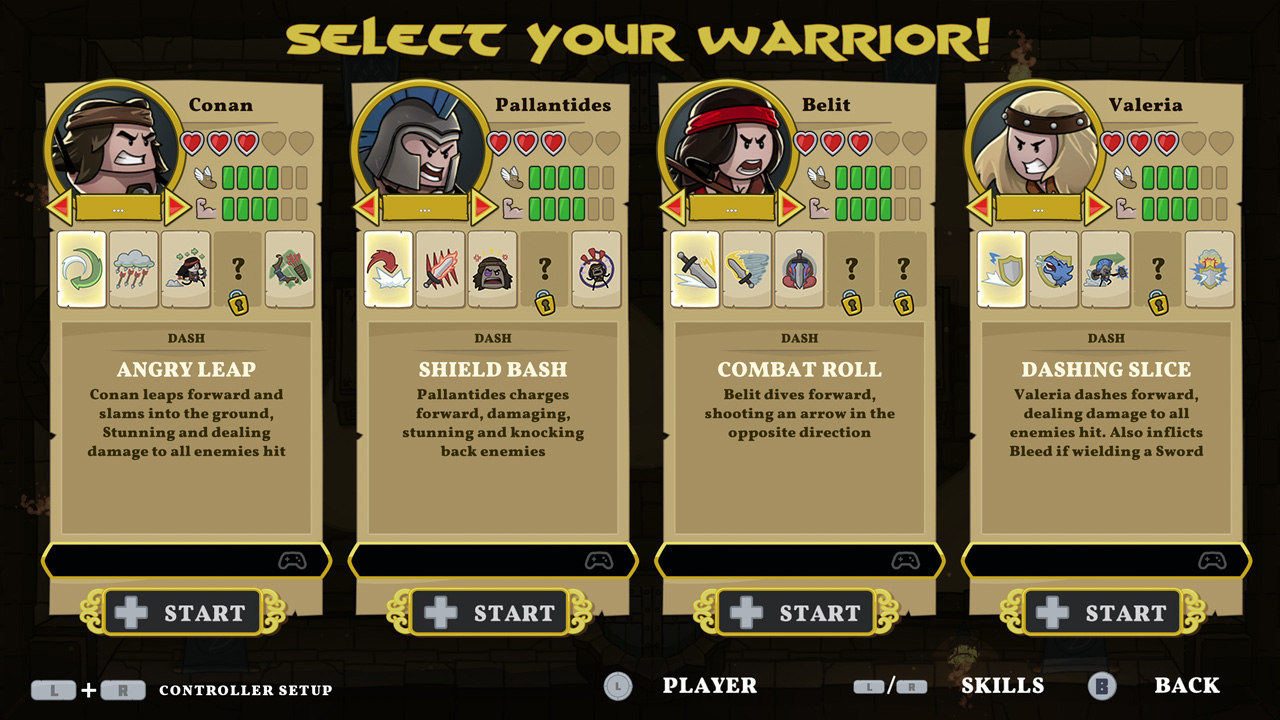 SELECT YOUR WARRIOR!
Conan
...
?
DASH
ANGRY LEAP
Conan leaps forward and
slams into the ground,
Stunning and dealing
damage to all enemies hit
START
Pallantides
...
?
DASH
SHIELD BASH
Pallantides charges
forward, damaging,
stunning and knocking
back enemies
START
Belit
...
? ?
DASH
COMBAT ROLL
Belit dives forward,
shooting an arrow in the
opposite direction
START
Valeria
...
?
DASH
DASHING SLICE
Valeria dashes forward,
dealing damage to all
enemies hit. Also inflicts
Bleed if wielding a Sword
START
L + R CONTROLLER SETUP
L PLAYER
L / R SKILLS
B BACK